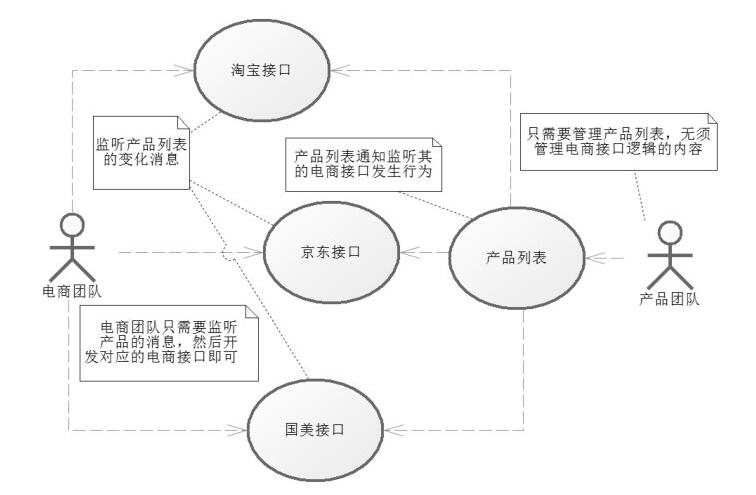 淘宝接口
监听产品列表
的变化消息
产品列表通知监听其
的电商接口发生行为
只需要管理产品列表，无须
管理电商接口逻辑的内容
京东接口
产品列表
电商团队
产品团队
电商团队只需要监听
产品的消息，然后开
发对应的电商接口即可
国美接口